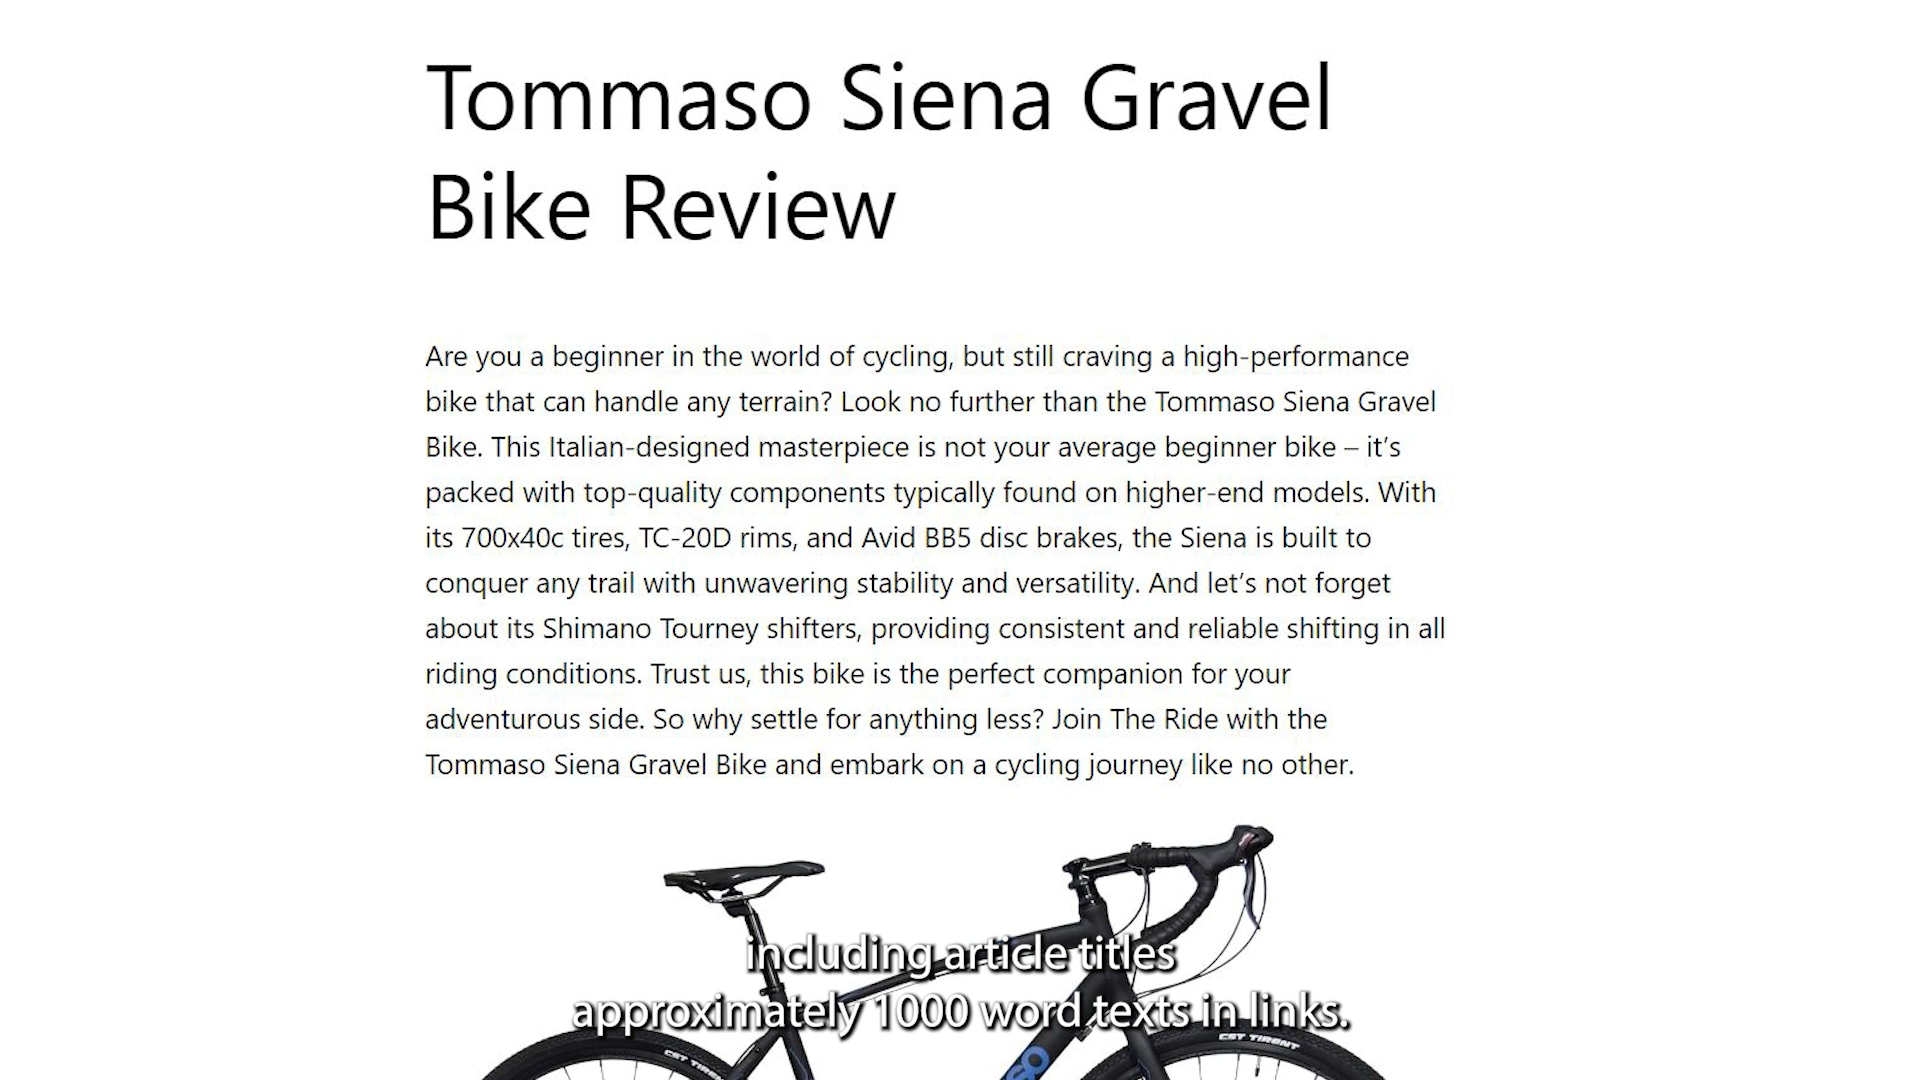 Tommaso Siena Gravel
Bike Review
Are you a beginner in the world of cycling, but still craving a high-performance
bike that can handle any terrain? Look no further than the Tommaso Siena Gravel
Bike. This Italian-designed masterpiece is not your average beginner bike – it’s
packed with top-quality components typically found on higher-end models. With
its 700x40c tires, TC-20D rims, and Avid BB5 disc brakes, the Siena is built to
conquer any trail with unwavering stability and versatility. And let’s not forget
about its Shimano Tourney shifters, providing consistent and reliable shifting in all
riding conditions. Trust us, this bike is the perfect companion for your
adventurous side. So why settle for anything less? Join The Ride with the
Tommaso Siena Gravel Bike and embark on a cycling journey like no other.
including article titles
approximately 1000 word texts in links.
CST TIRENT